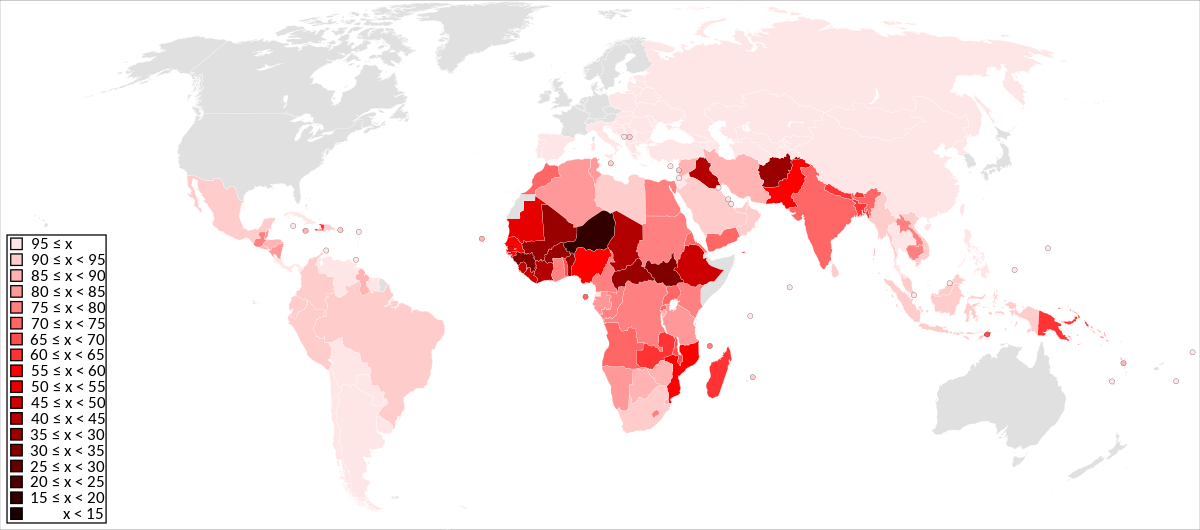 95 ≤ x
90 ≤ x < 95
85 ≤ x < 90
80 ≤ x < 85
75 ≤ x < 80
70 ≤ x < 75
65 ≤ x < 70
60 ≤ x < 65
55 ≤ x < 60
50 ≤ x < 55
45 ≤ x < 50
40 ≤ x < 45
35 ≤ x < 30
30 ≤ x < 35
25 ≤ x < 30
20 ≤ x < 25
15 ≤ x < 20
x < 15